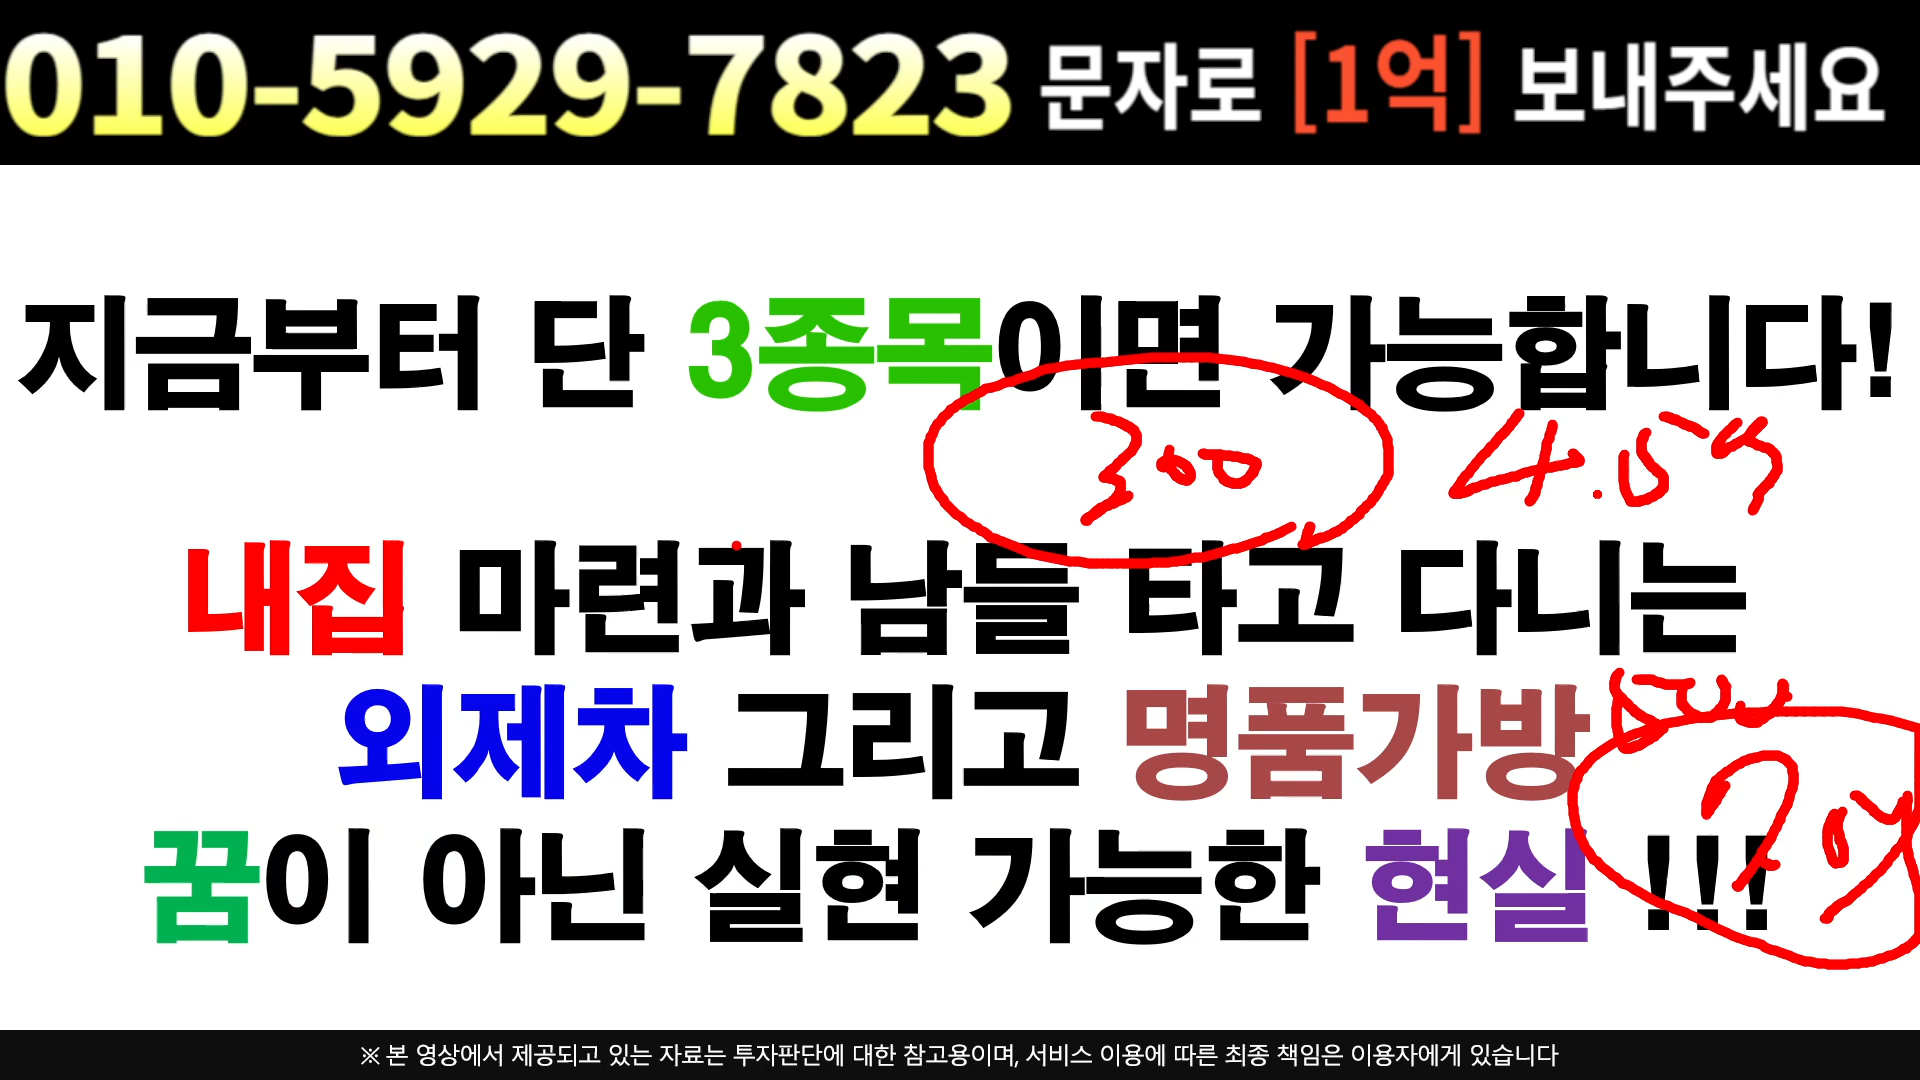 010-5929-7823 문자로 [1억] 보내주세요
지금부터 단 3종목이면 가능합니다!
300
4.5억
내집 마련과 남들 타고 다니는
외제차 그리고 명품가방
500
꿈이 아닌 실현 가능한 현실 !!!
※ 본 영상에서 제공되고 있는 자료는 투자판단에 대한 참고용이며, 서비스 이용에 따른 최종 책임은 이용자에게 있습니다